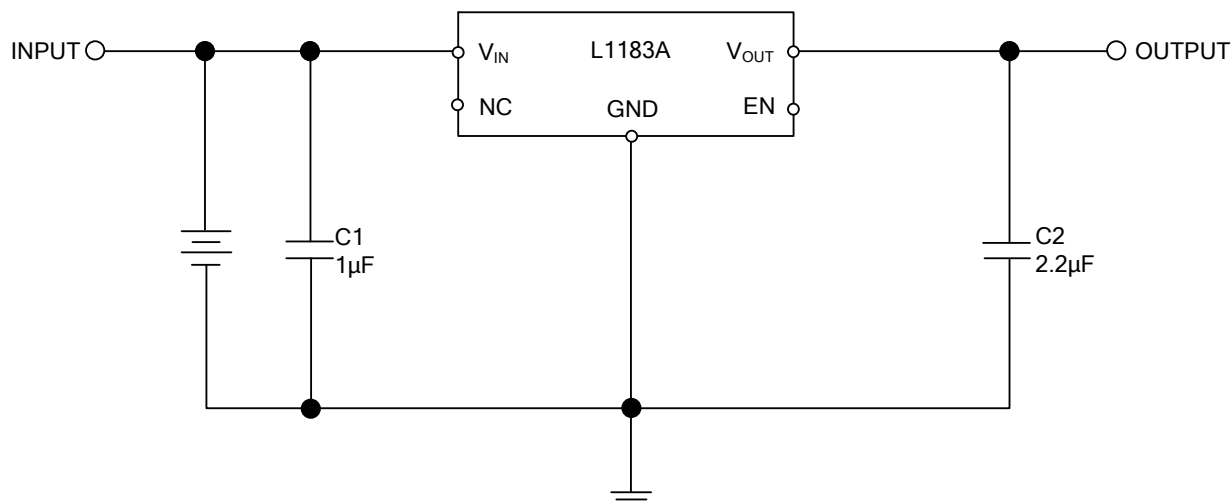 INPUT
VIN
L1183A
VOUT
OUTPUT
NC
GND
EN
C1
1µF
C2
2.2µF